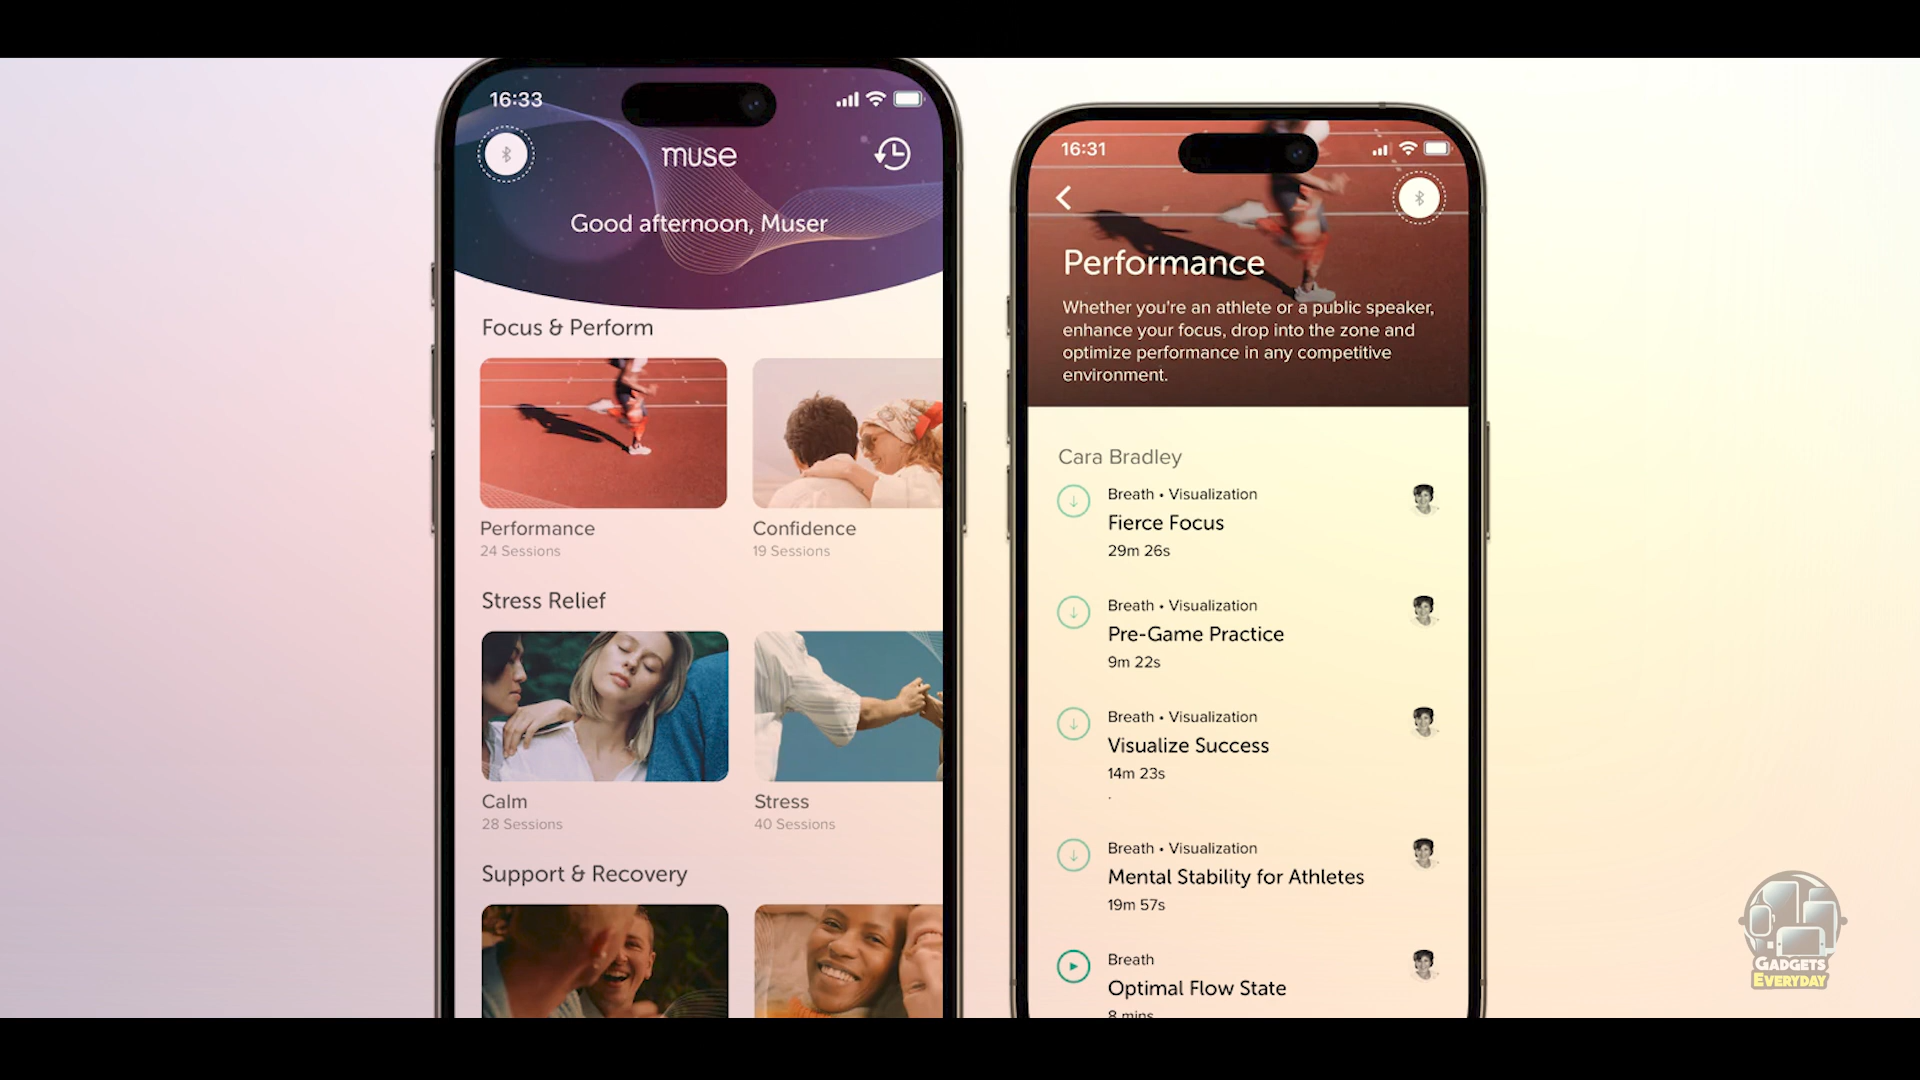 16:33
muse
Good afternoon, Muser
Focus & Perform
Performance
24 Sessions
Confidence
19 Sessions
Stress Relief
Calm
28 Sessions
Stress
40 Sessions
Support & Recovery
16:31
Performance
Whether you're an athlete or a public speaker,
enhance your focus, drop into the zone and
optimize performance in any competitive
environment.
Cara Bradley
Breath • Visualization
Fierce Focus
29m 26s
Breath • Visualization
Pre-Game Practice
9m 22s
Breath • Visualization
Visualize Success
14m 23s
.
Breath • Visualization
Mental Stability for Athletes
19m 57s
Breath
Optimal Flow State
8 mins
GADGETS
EVERYDAY